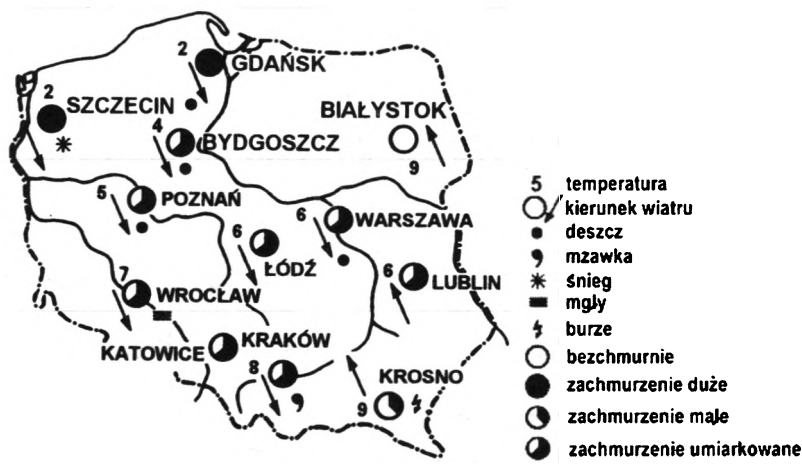 2
GDAŃSK
2
SZCZECIN
BIAŁYSTOK
4
BYDGOSZCZ
9
5
POZNAŃ
6
WARSZAWA
6
ŁÓDŹ
6
LUBLIN
7
WROCŁAW
KATOWICE
KRAKÓW
8
KROSNO
9
5 temperatura
kierunek wiatru
deszcz
mżawka
śnieg
mgły
burze
bezchmurnie
zachmurzenie duże
zachmurzenie małe
zachmurzenie umiarkowane